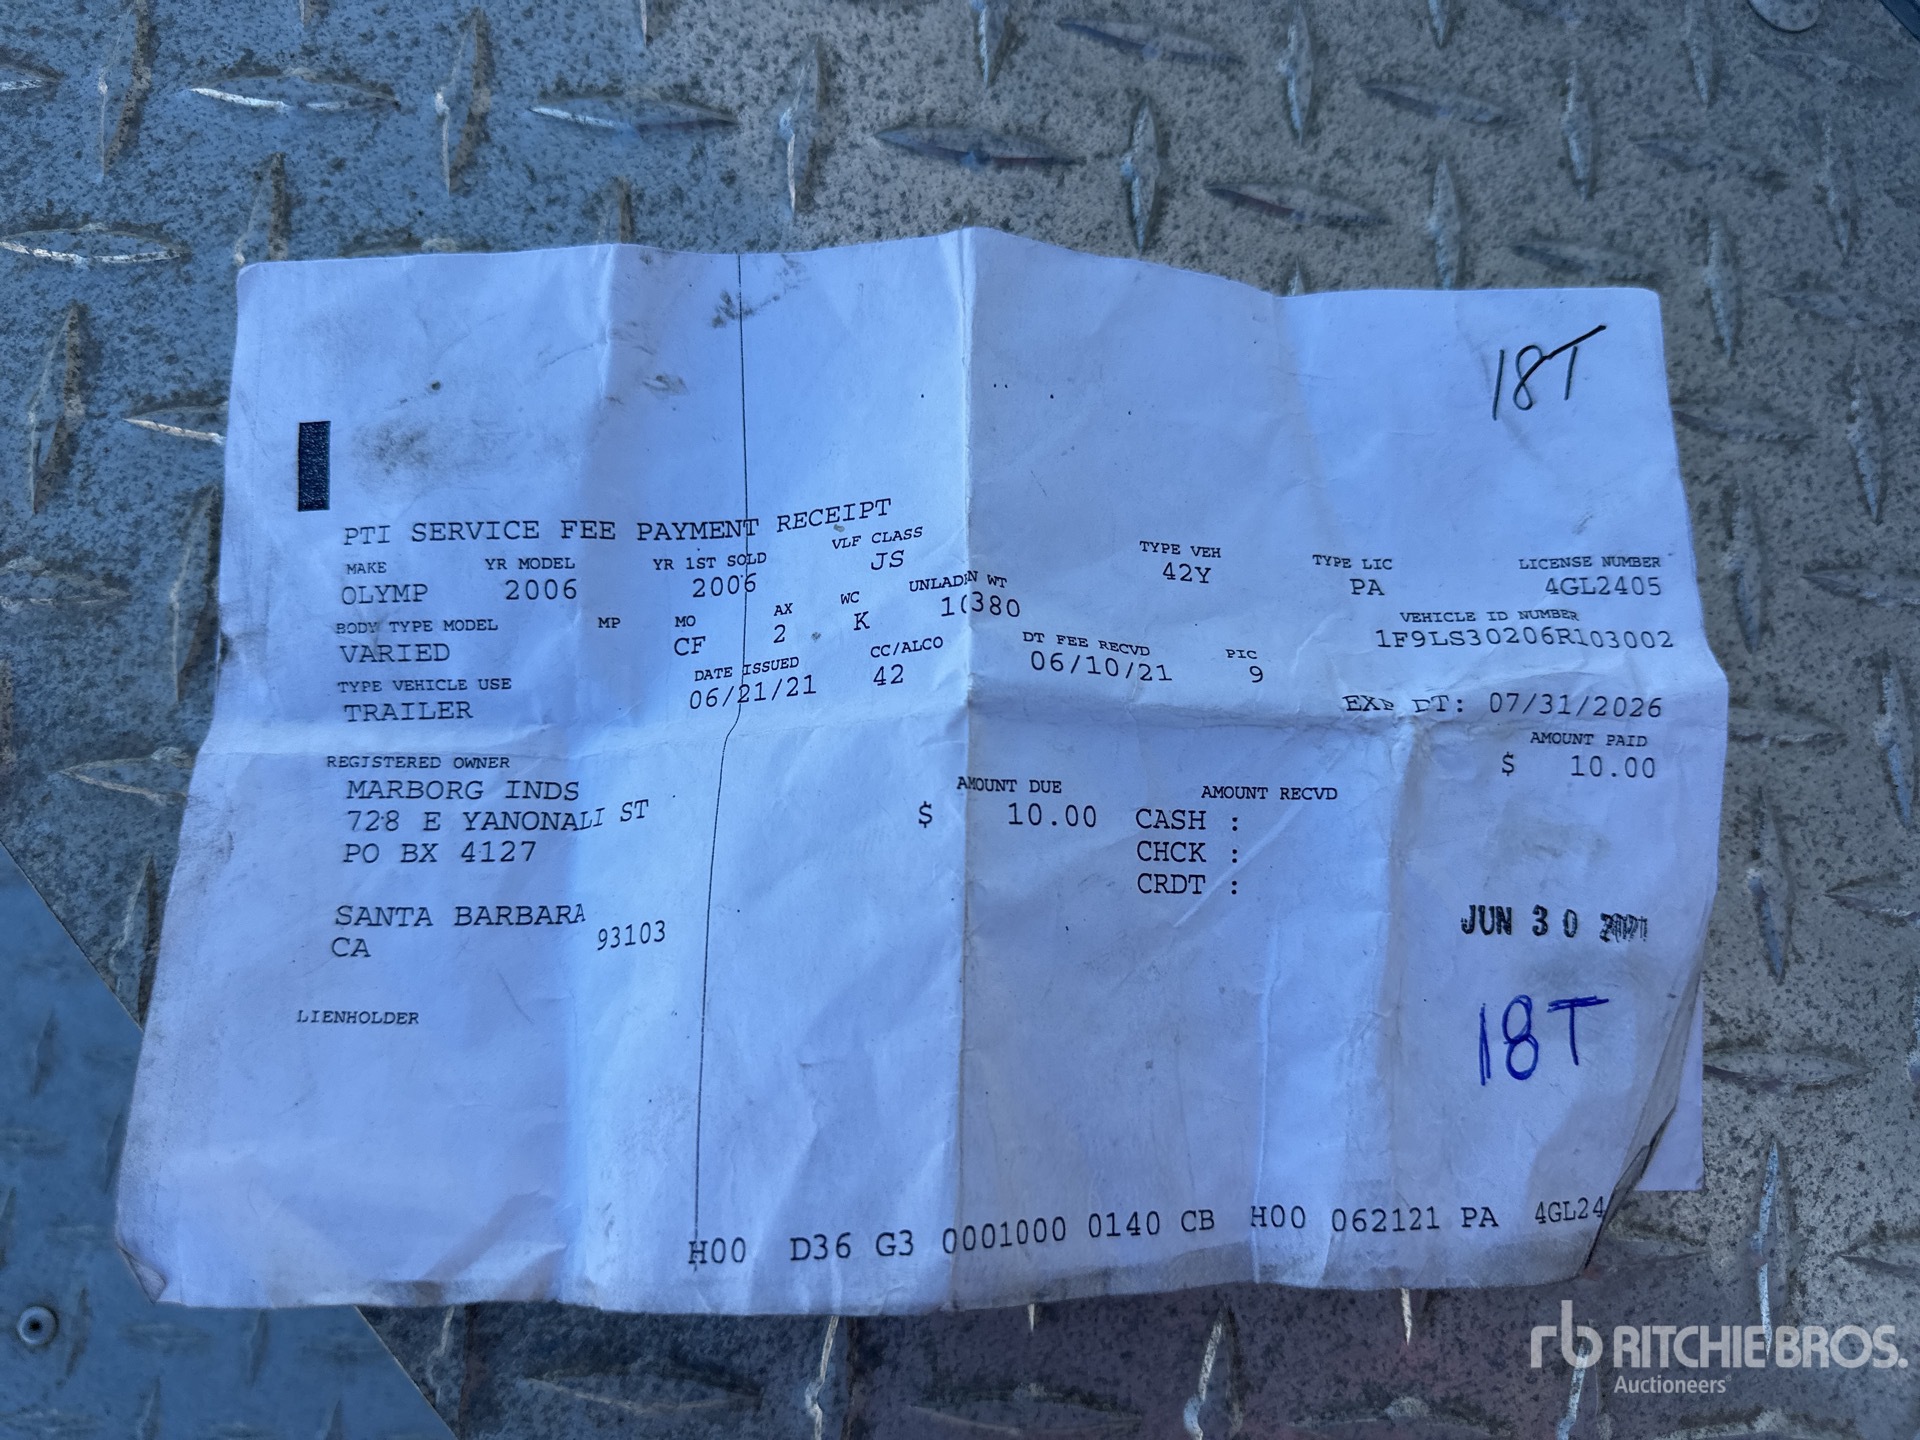 18T
PTI SERVICE FEE PAYMENT RECEIPT
MAKE YR MODEL YR 1ST SOLD VLF CLASS TYPE VEH TYPE LIC LICENSE NUMBER
OLYMP 2006 2006 JS 42Y PA 4GL2405
BODY TYPE MODEL MP MO AX WC UNLADEN WT VEHICLE ID NUMBER
VARIED CF 2 K 10380 1F9LS30206R103002
TYPE VEHICLE USE DATE ISSUED CC/ALCO DT FEE RECVD PIC
TRAILER 06/21/21 42 06/10/21 9
EXP DT: 07/31/2026
REGISTERED OWNER AMOUNT PAID
MARBORG INDS $ 10.00
AMOUNT DUE AMOUNT RECVD
728 E YANONALI ST $ 10.00 CASH :
PO BX 4127 CHCK :
CRDT :
SANTA BARBARA JUN 30 2021
CA 93103
LIENHOLDER
18T
H00 D36 G3 0001000 0140 CB H00 062121 PA 4GL24
rb RITCHIE BROS.
Auctioneers